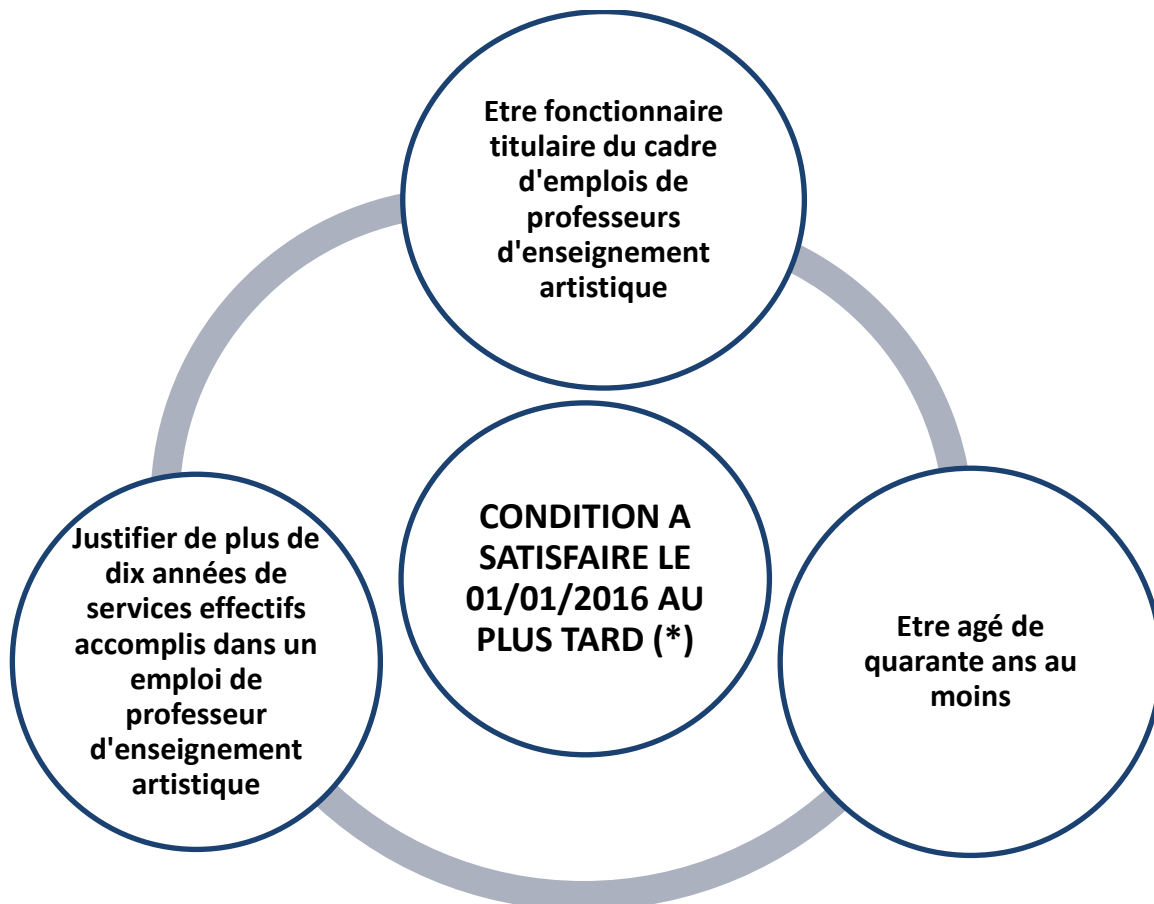 Etre fonctionnaire
titulaire du cadre
d'emplois de
professeurs
d'enseignement
artistique
CONDITION A
SATISFAIRE LE
01/01/2016 AU
PLUS TARD (*)
Justifier de plus de
dix années de
services effectifs
accomplis dans un
emploi de
professeur
d'enseignement
artistique
Etre agé de
quarante ans au
moins